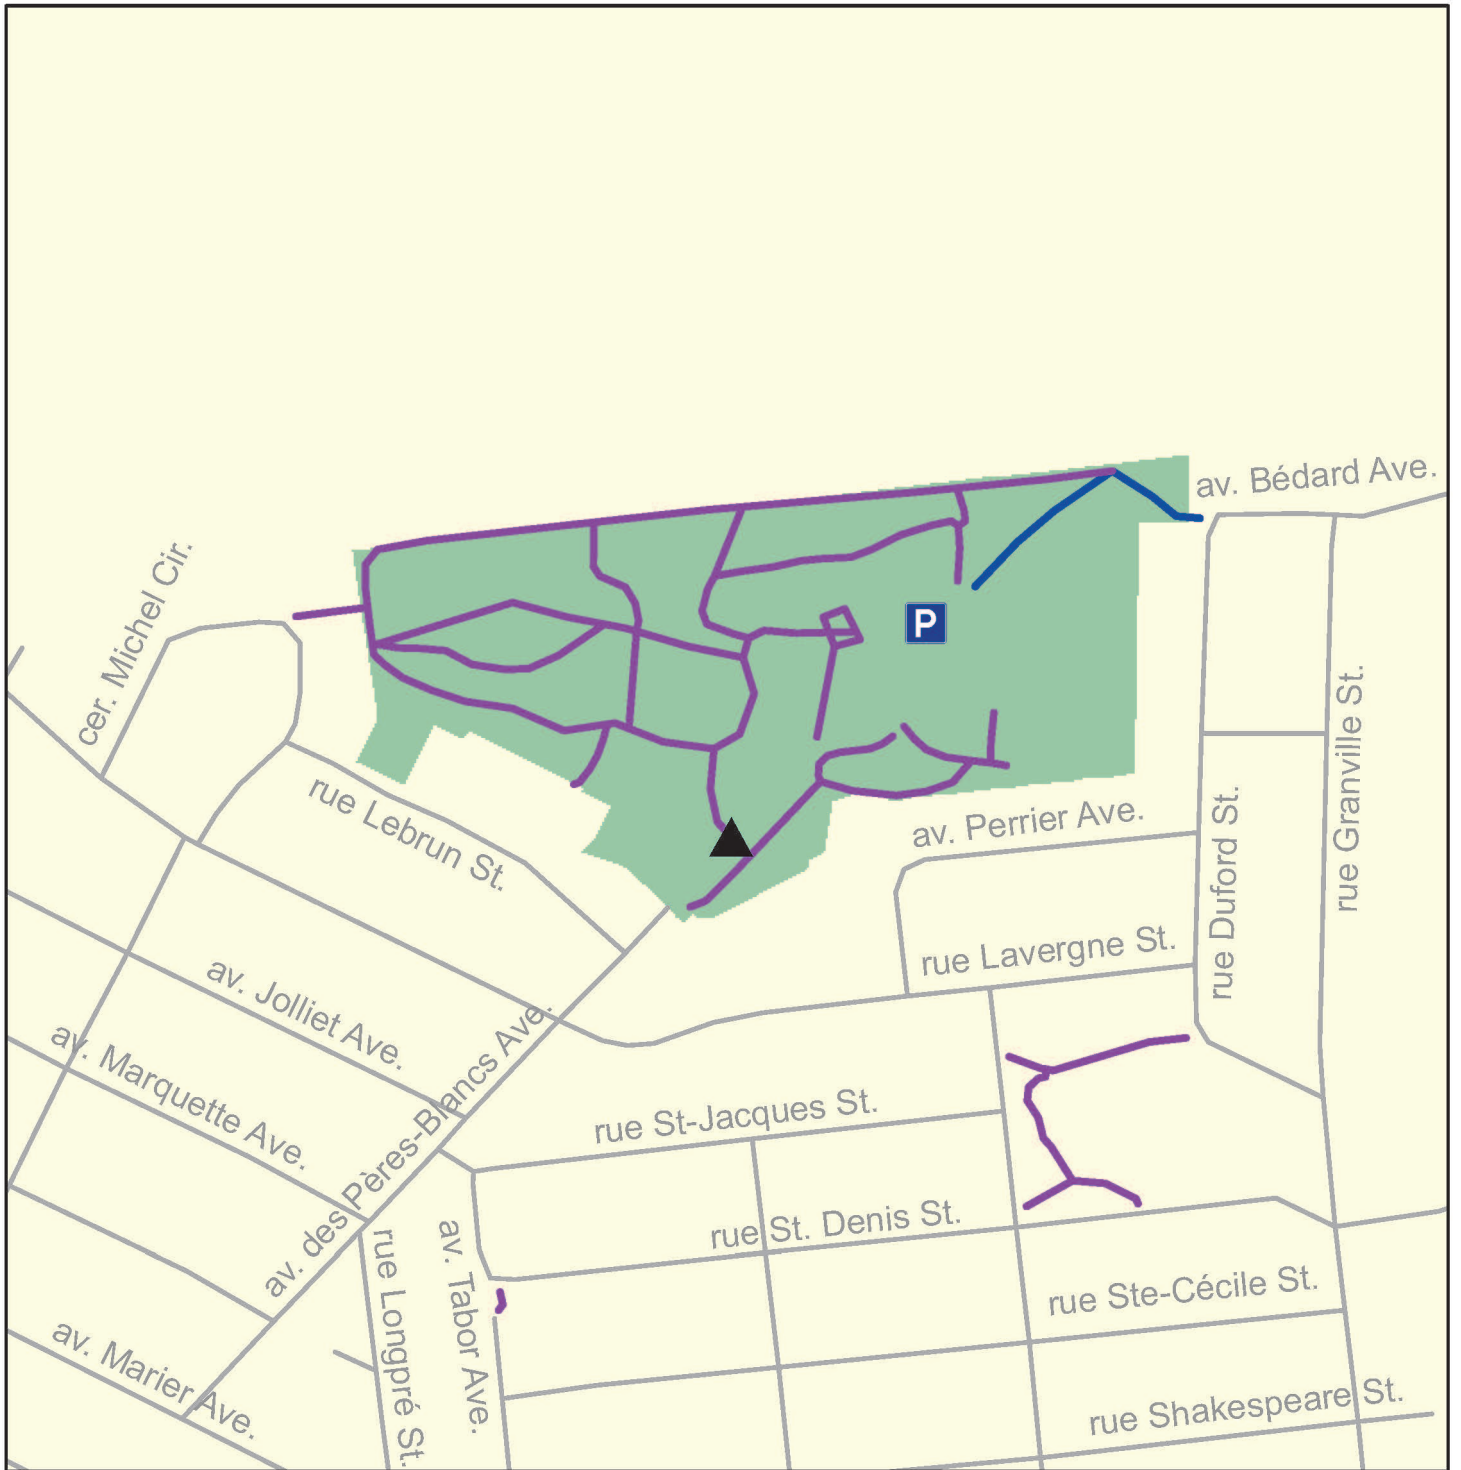 av. Bédard Ave.
cer. Michel Cir.
P
rue Granville St.
rue Lebrun St.
rue Duford St.
av. Perrier Ave.
rue Lavergne St.
av. Jolliet Ave.
av. Marquette Ave.
av. des Pères-Blancs Ave.
rue St-Jacques St.
rue St. Denis St.
rue Longpré St.
av. Tabor Ave.
rue Ste-Cécile St.
av. Marier Ave.
rue Shakespeare St.